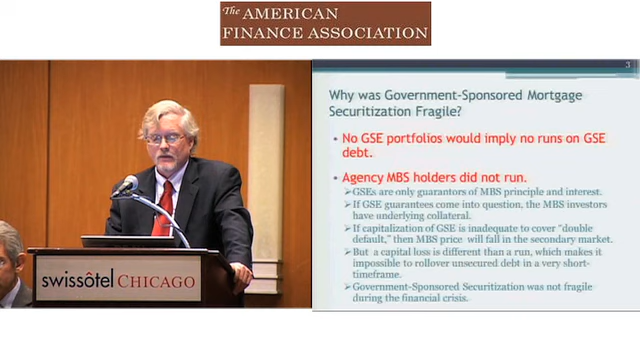 The AMERICAN
FINANCE ASSOCIATION
3
Why was Government-Sponsored Mortgage
Securitization Fragile?
• No GSE portfolios would imply no runs on GSE
debt.
• Agency MBS holders did not run.
➢ GSEs are only guarantors of MBS principle and interest.
➢ If GSE guarantees come into question, the MBS investors
have underlying collateral.
➢ If capitalization of GSE is inadequate to cover “double
default,” then MBS price will fall in the secondary market.
➢ But a capital loss is different than a run, which makes it
impossible to rollover unsecured debt in a very short-
timeframe.
➢ Government-Sponsored Securitization was not fragile
during the financial crisis.
swissôtel CHICAGO